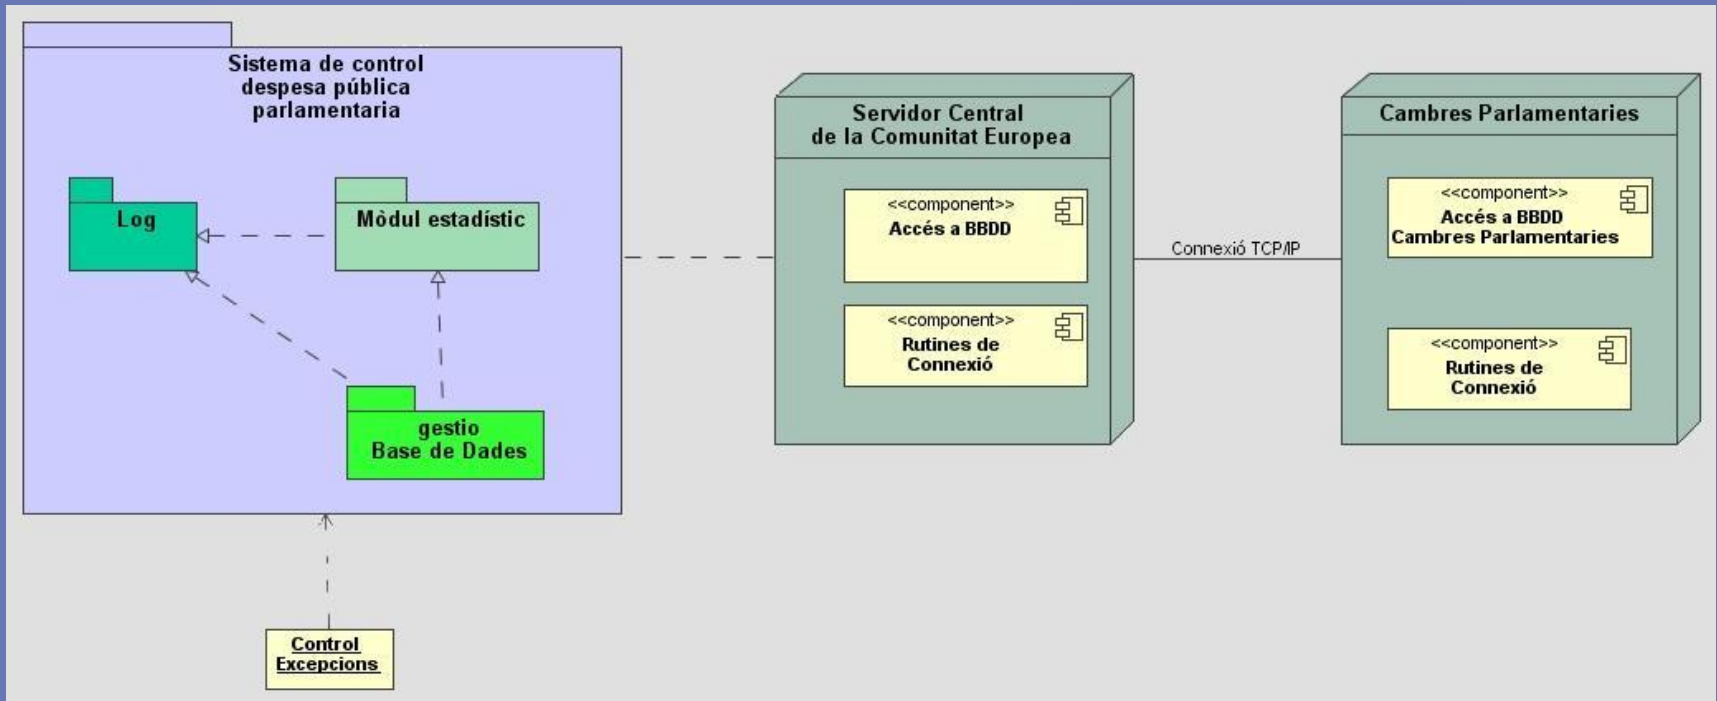 Sistema de control
despesa pública
parlamentaria
Log
Mòdul estadístic
gestio
Base de Dades
Control
Excepcions
Servidor Central
de la Comunitat Europea
<<component>>
Accés a BBDD
<<component>>
Rutines de
Connexió
Connexió TCP/IP
Cambres Parlamentaries
<<component>>
Accés a BBDD
Cambres Parlamentaries
<<component>>
Rutines de
Connexió